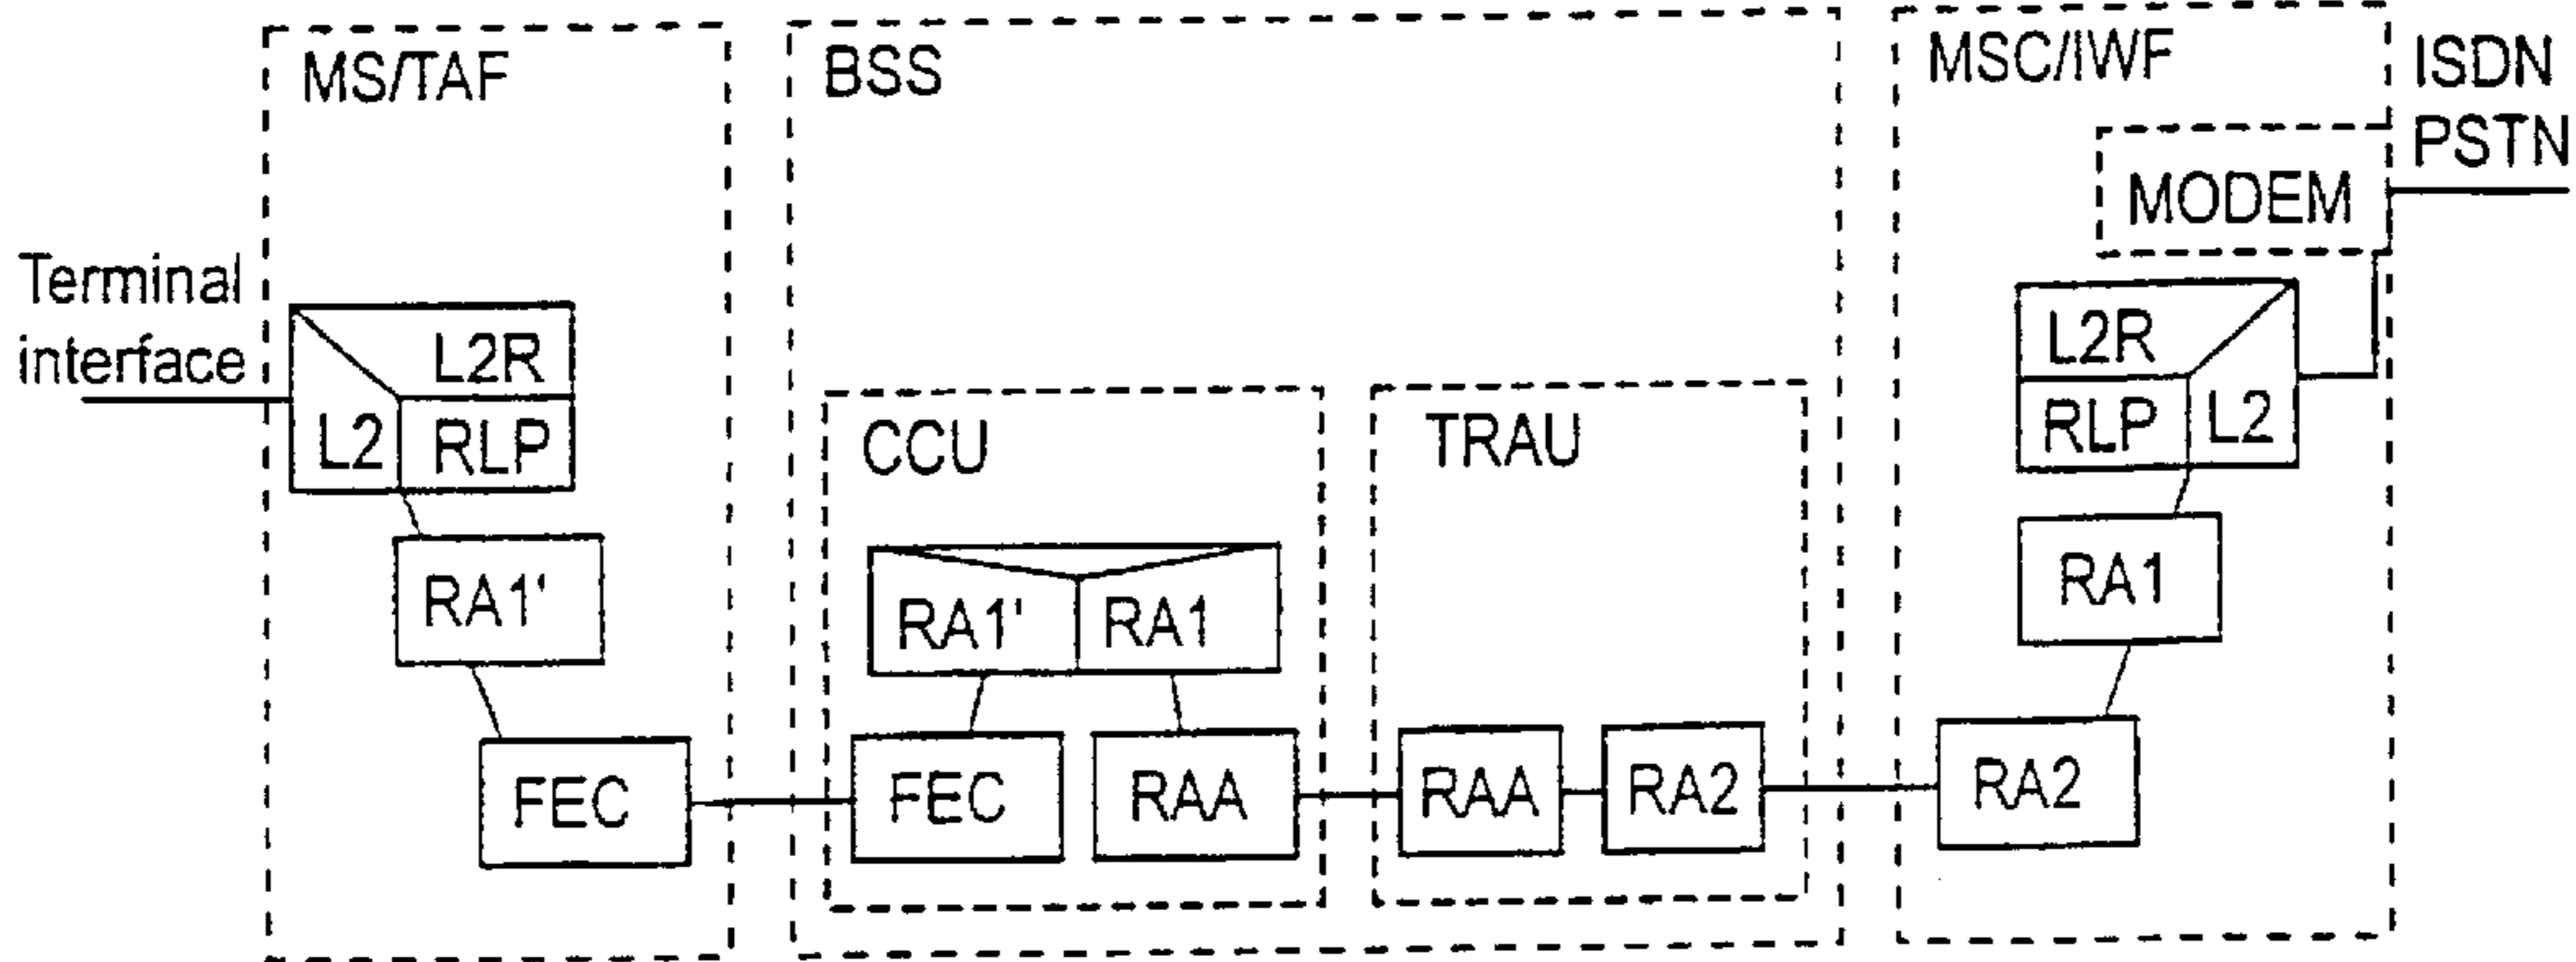 MS/TAF
BSS
MSC/IWF
ISDN
PSTN
MODEM
Terminal
interface
L2R
L2
RLP
RA1'
FEC
CCU
RA1'
RA1
FEC
RAA
TRAU
RAA
RA2
L2R
RLP
L2
RA1
RA2